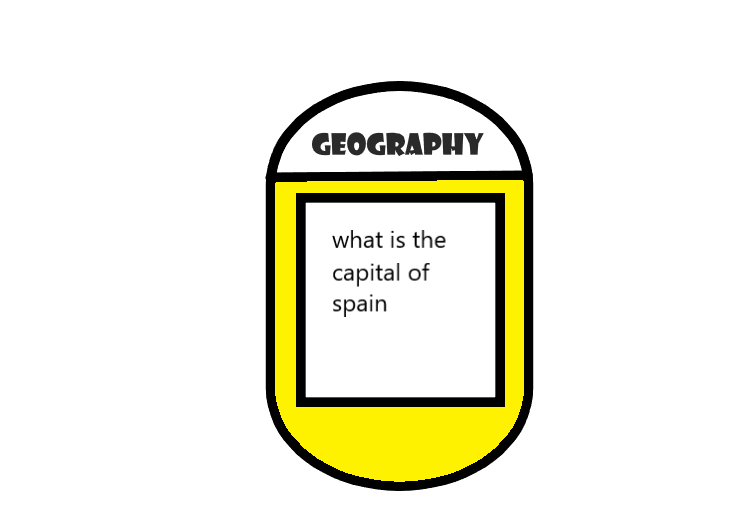 GEOGRAPHY
what is the
capital of
spain